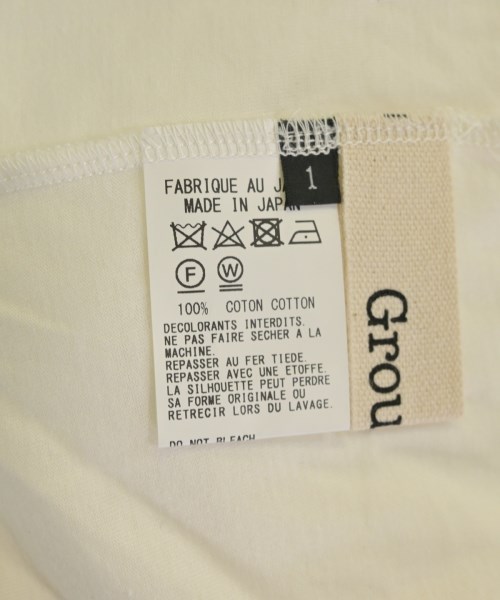 FABRIQUE AU
MADE IN JAPAN
1
F
W
100% COTON COTTON
DECOLORANTS INTERDITS.
NE PAS FAIRE SECHER A LA
MACHINE.
REPASSER AU FER TIEDE.
REPASSER AVEC UNE ETOFFE.
LA SILHOUETTE PEUT PERDRE
SA FORME ORIGINALE OU
RETRECIR LORS DU LAVAGE.
DO NOT BLEACH
Grou